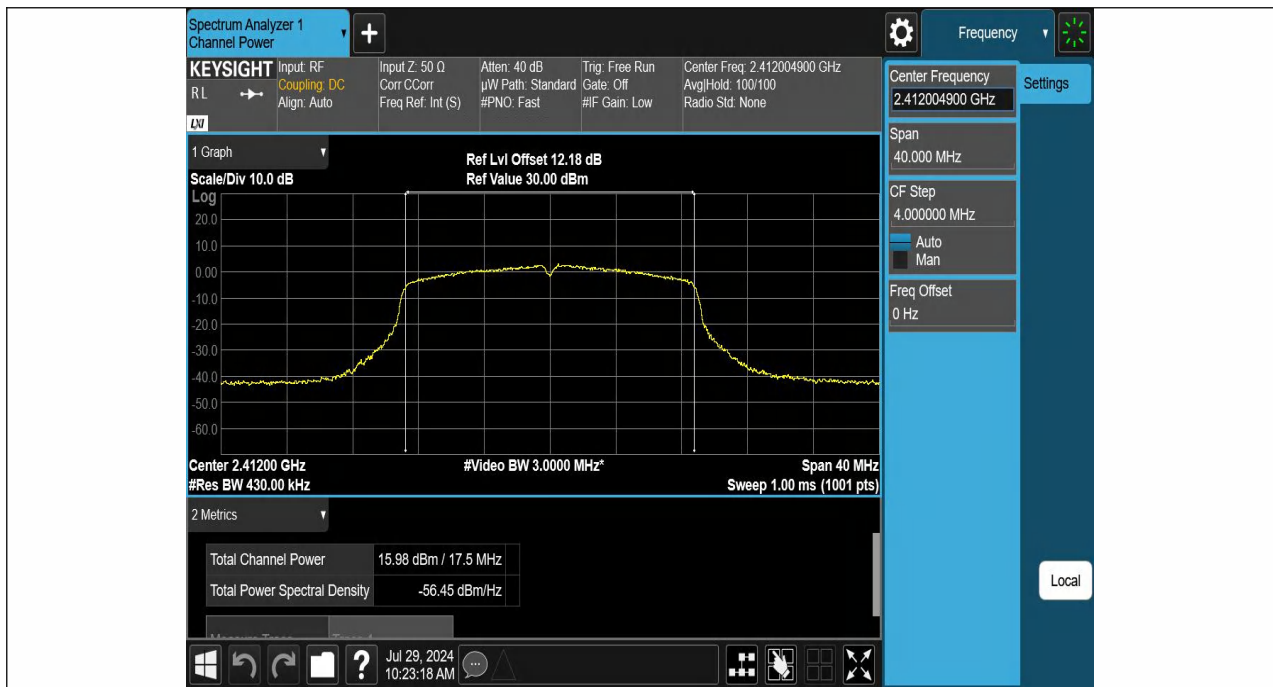 Spectrum Analyzer 1
Channel Power
+
Frequency
KEYSIGHT
R L
LXI
Input: RF
Coupling: DC
Align: Auto
Input Z: 50 Ω
Corr CCorr
Freq Ref: Int (S)
Atten: 40 dB
µW Path: Standard
#PNO: Fast
Trig: Free Run
Gate: Off
#IF Gain: Low
Center Freq: 2.412004900 GHz
Avg|Hold: 100/100
Radio Std: None
Center Frequency
2.412004900 GHz
Settings
Span
40.000 MHz
CF Step
4.000000 MHz
Auto
Man
Freq Offset
0 Hz
Local
1 Graph
Scale/Div 10.0 dB
Ref Lvl Offset 12.18 dB
Ref Value 30.00 dBm
Log
20.0
10.0
0.00
-10.0
-20.0
-30.0
-40.0
-50.0
-60.0
Center 2.41200 GHz
#Res BW 430.00 kHz
#Video BW 3.0000 MHz*
Span 40 MHz
Sweep 1.00 ms (1001 pts)
2 Metrics
Total Channel Power 15.98 dBm / 17.5 MHz
Total Power Spectral Density -56.45 dBm/Hz
?
Jul 29, 2024
10:23:18 AM